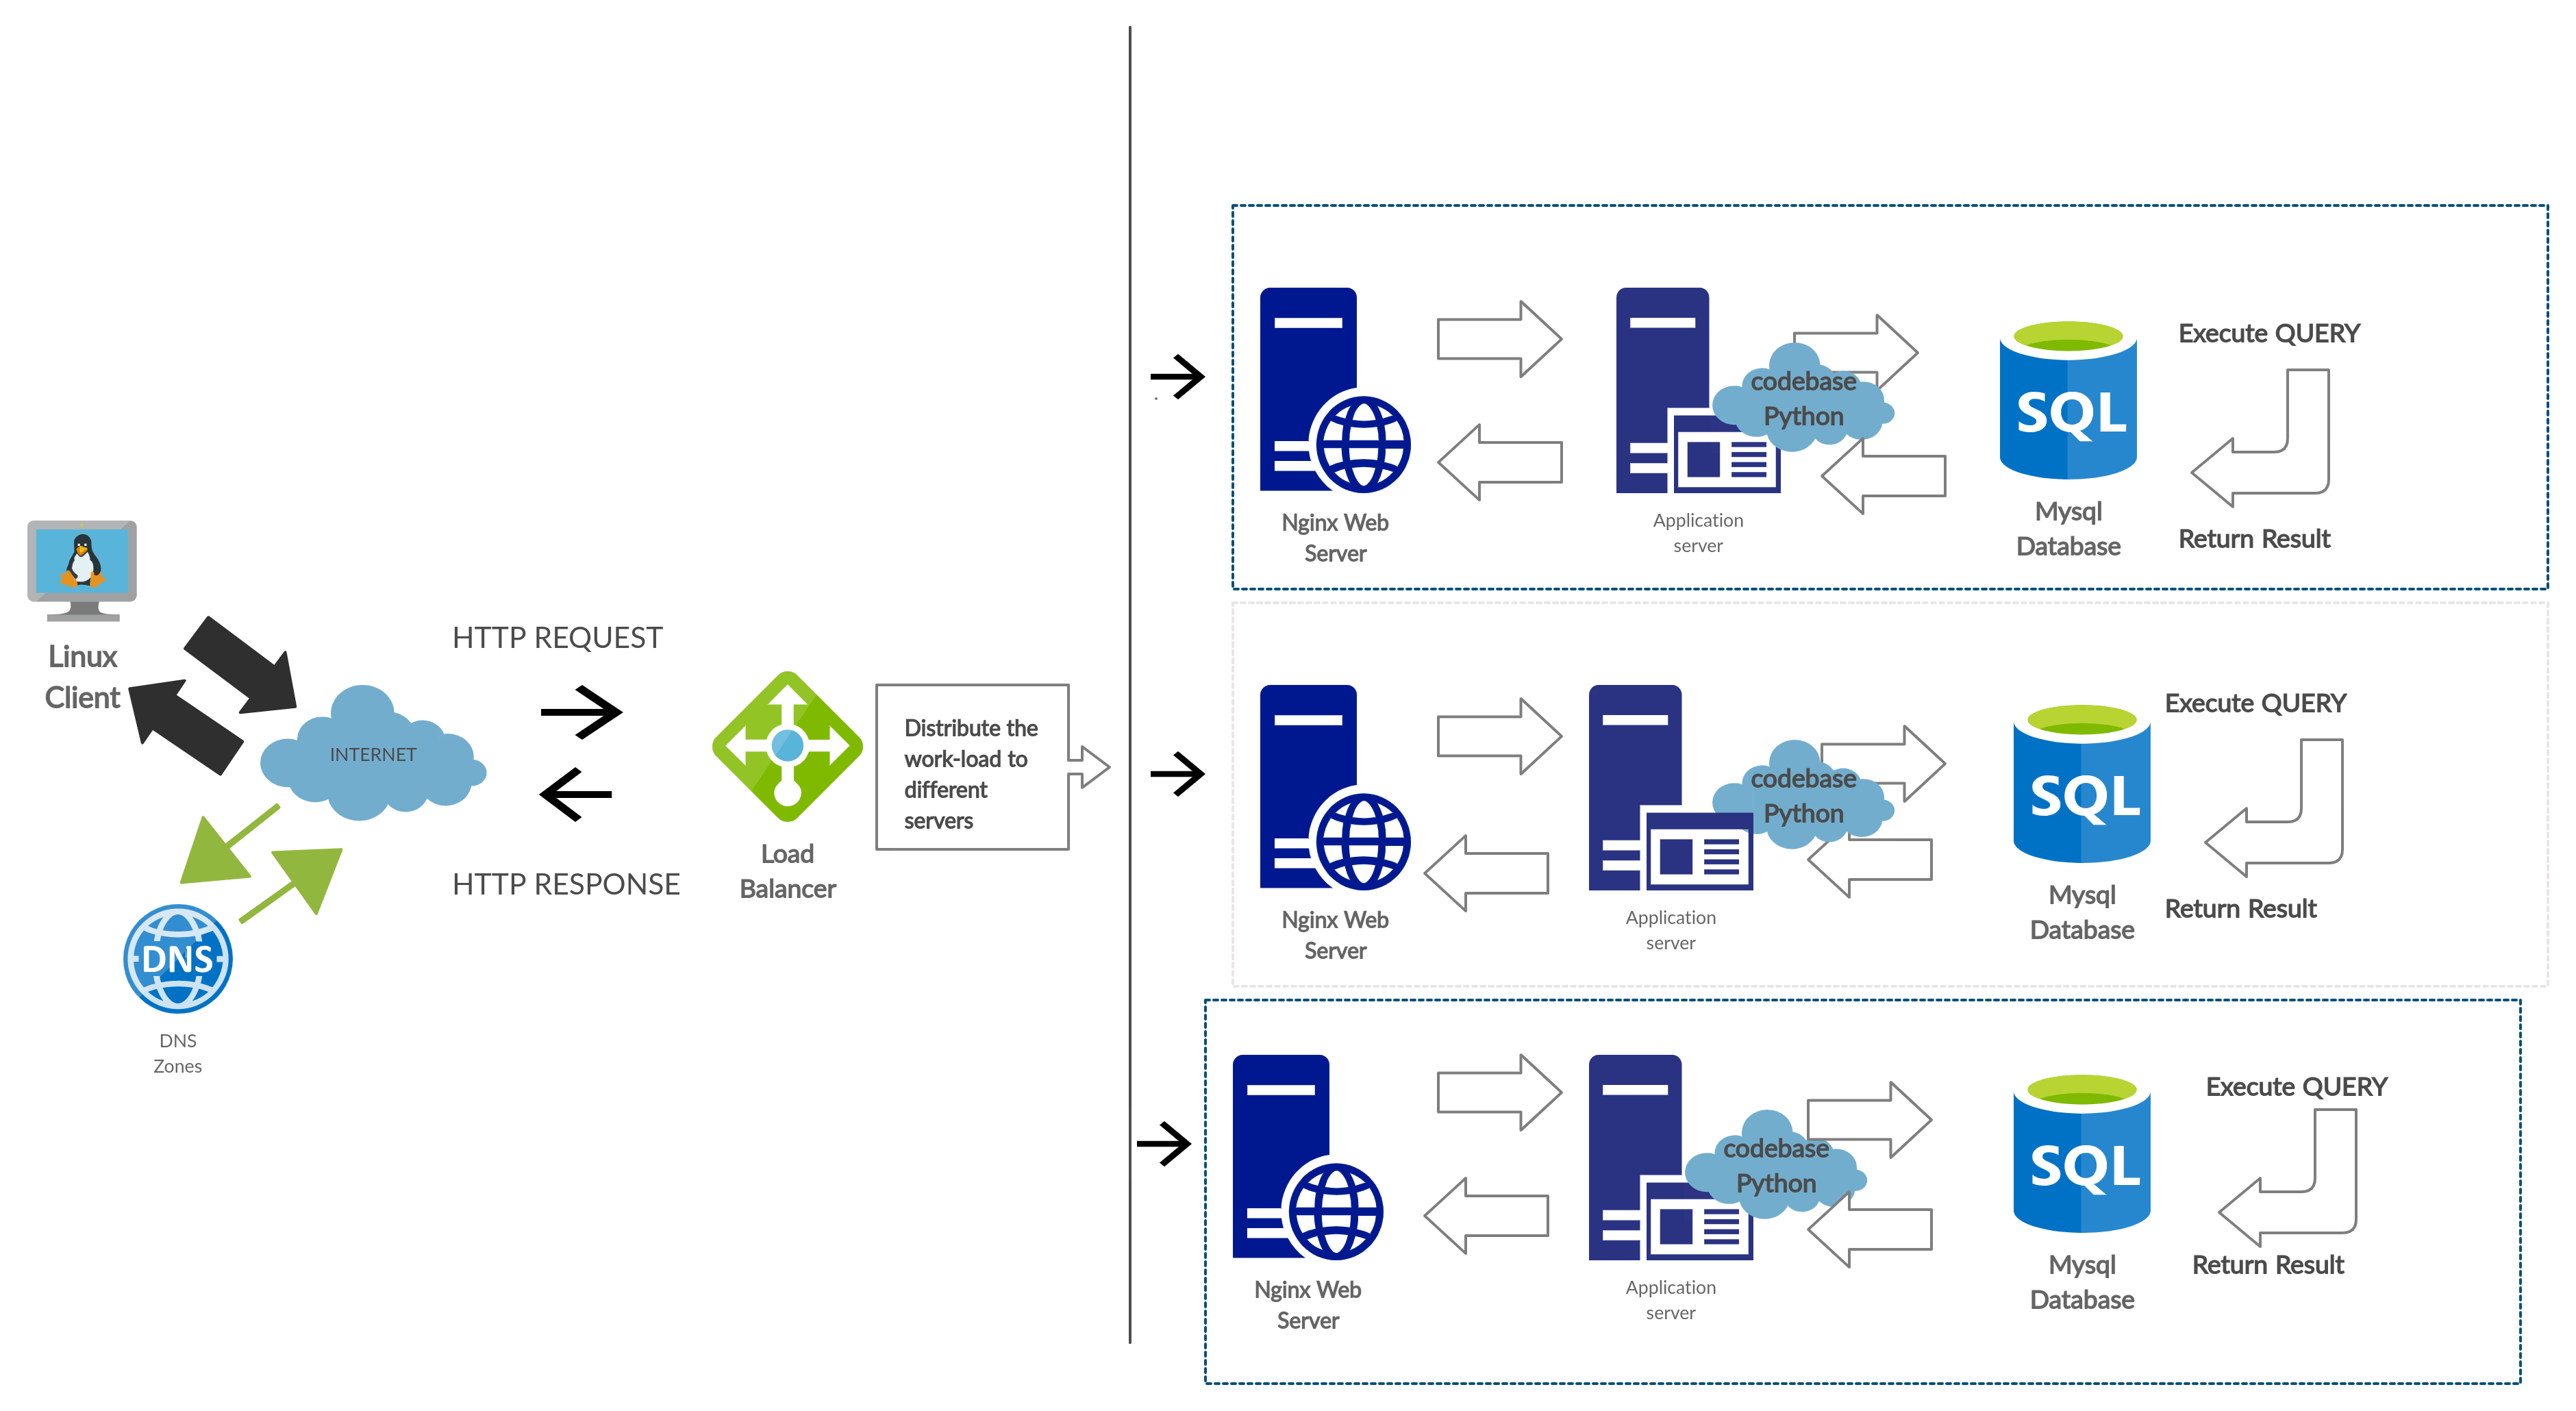 Linux
Client
INTERNET
DNS
DNS
Zones
HTTP REQUEST
HTTP RESPONSE
Load
Balancer
Distribute the
work-load to
different
servers
Nginx Web
Server
Application
server
codebase
Python
SQL
Mysql
Database
Execute QUERY
Return Result
Nginx Web
Server
Application
server
codebase
Python
SQL
Mysql
Database
Execute QUERY
Return Result
Nginx Web
Server
Application
server
codebase
Python
SQL
Mysql
Database
Execute QUERY
Return Result